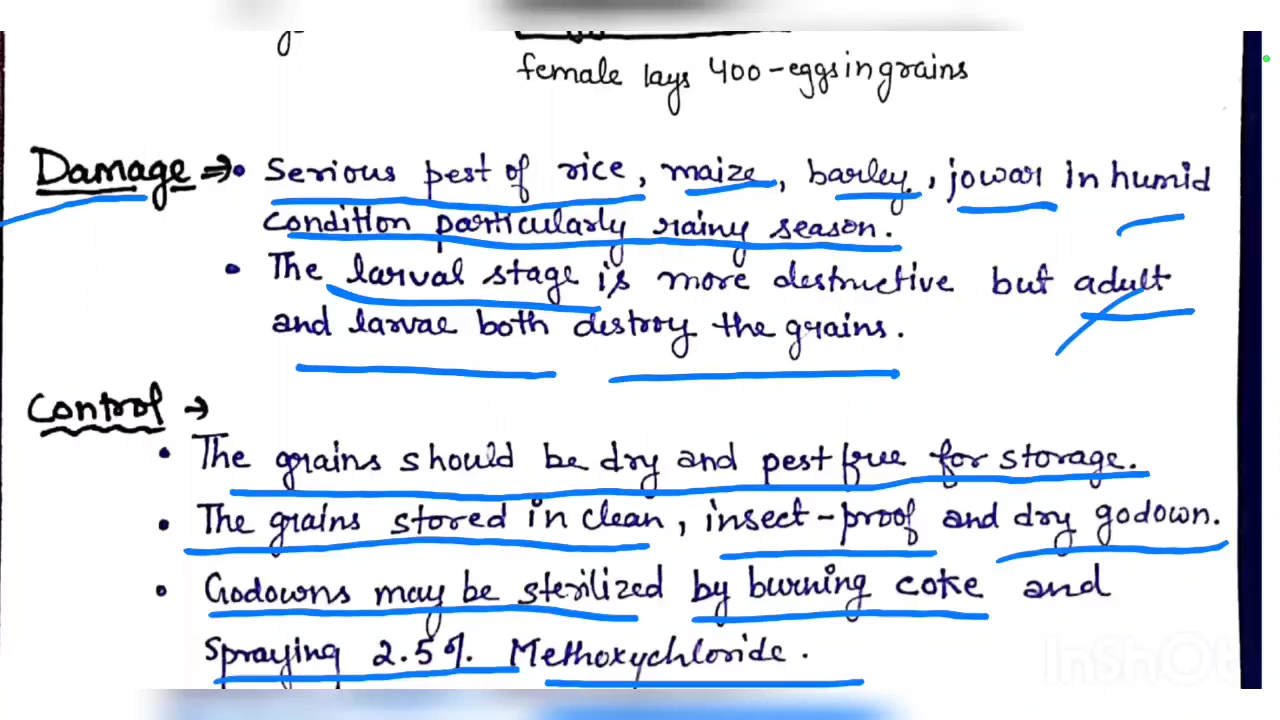 female lays 400-eggs in grains
Damage ⇒ • Serious pest of rice, maize, barley, jowar in humid
condition particularly rainy season.
• The larval stage is more destructive but adult
and larvae both destroy the grains.
Control →
• The grains should be dry and pest free for storage.
• The grains stored in clean, insect-proof and dry godown.
• Godowns may be sterilized by burning coke and
Spraying 2.5% Methoxychloride.
InShOt